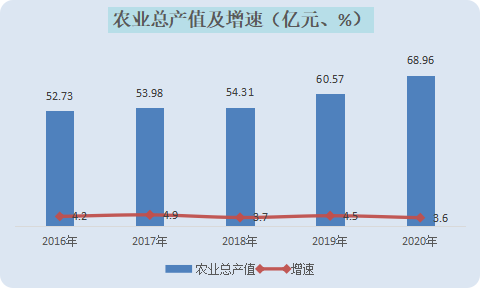 农业总产值及增速（亿元、%）
52.73
53.98
54.31
60.57
68.96
4.2
4.9
3.7
4.5
3.6
2016年
2017年
2018年
2019年
2020年
农业总产值 增速